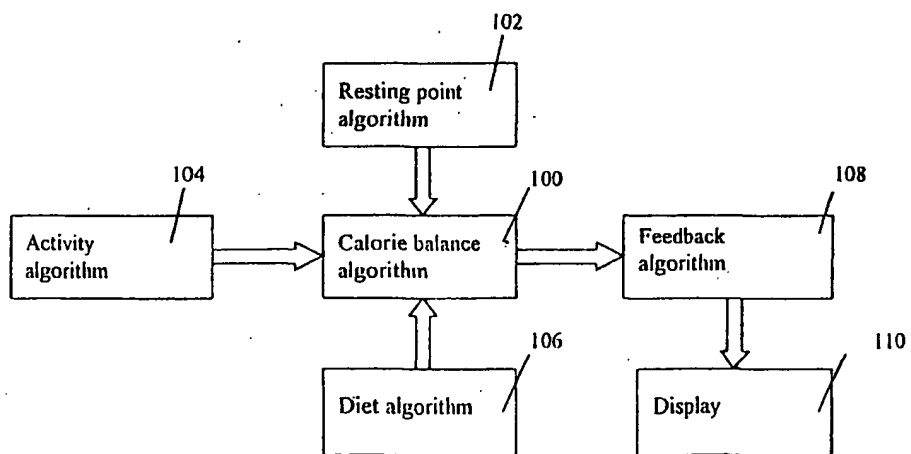 102
Resting point
algorithm
104
100
108
Activity
algorithm
Calorie balance
algorithm
Feedback
algorithm
106
110
Diet algorithm
Display